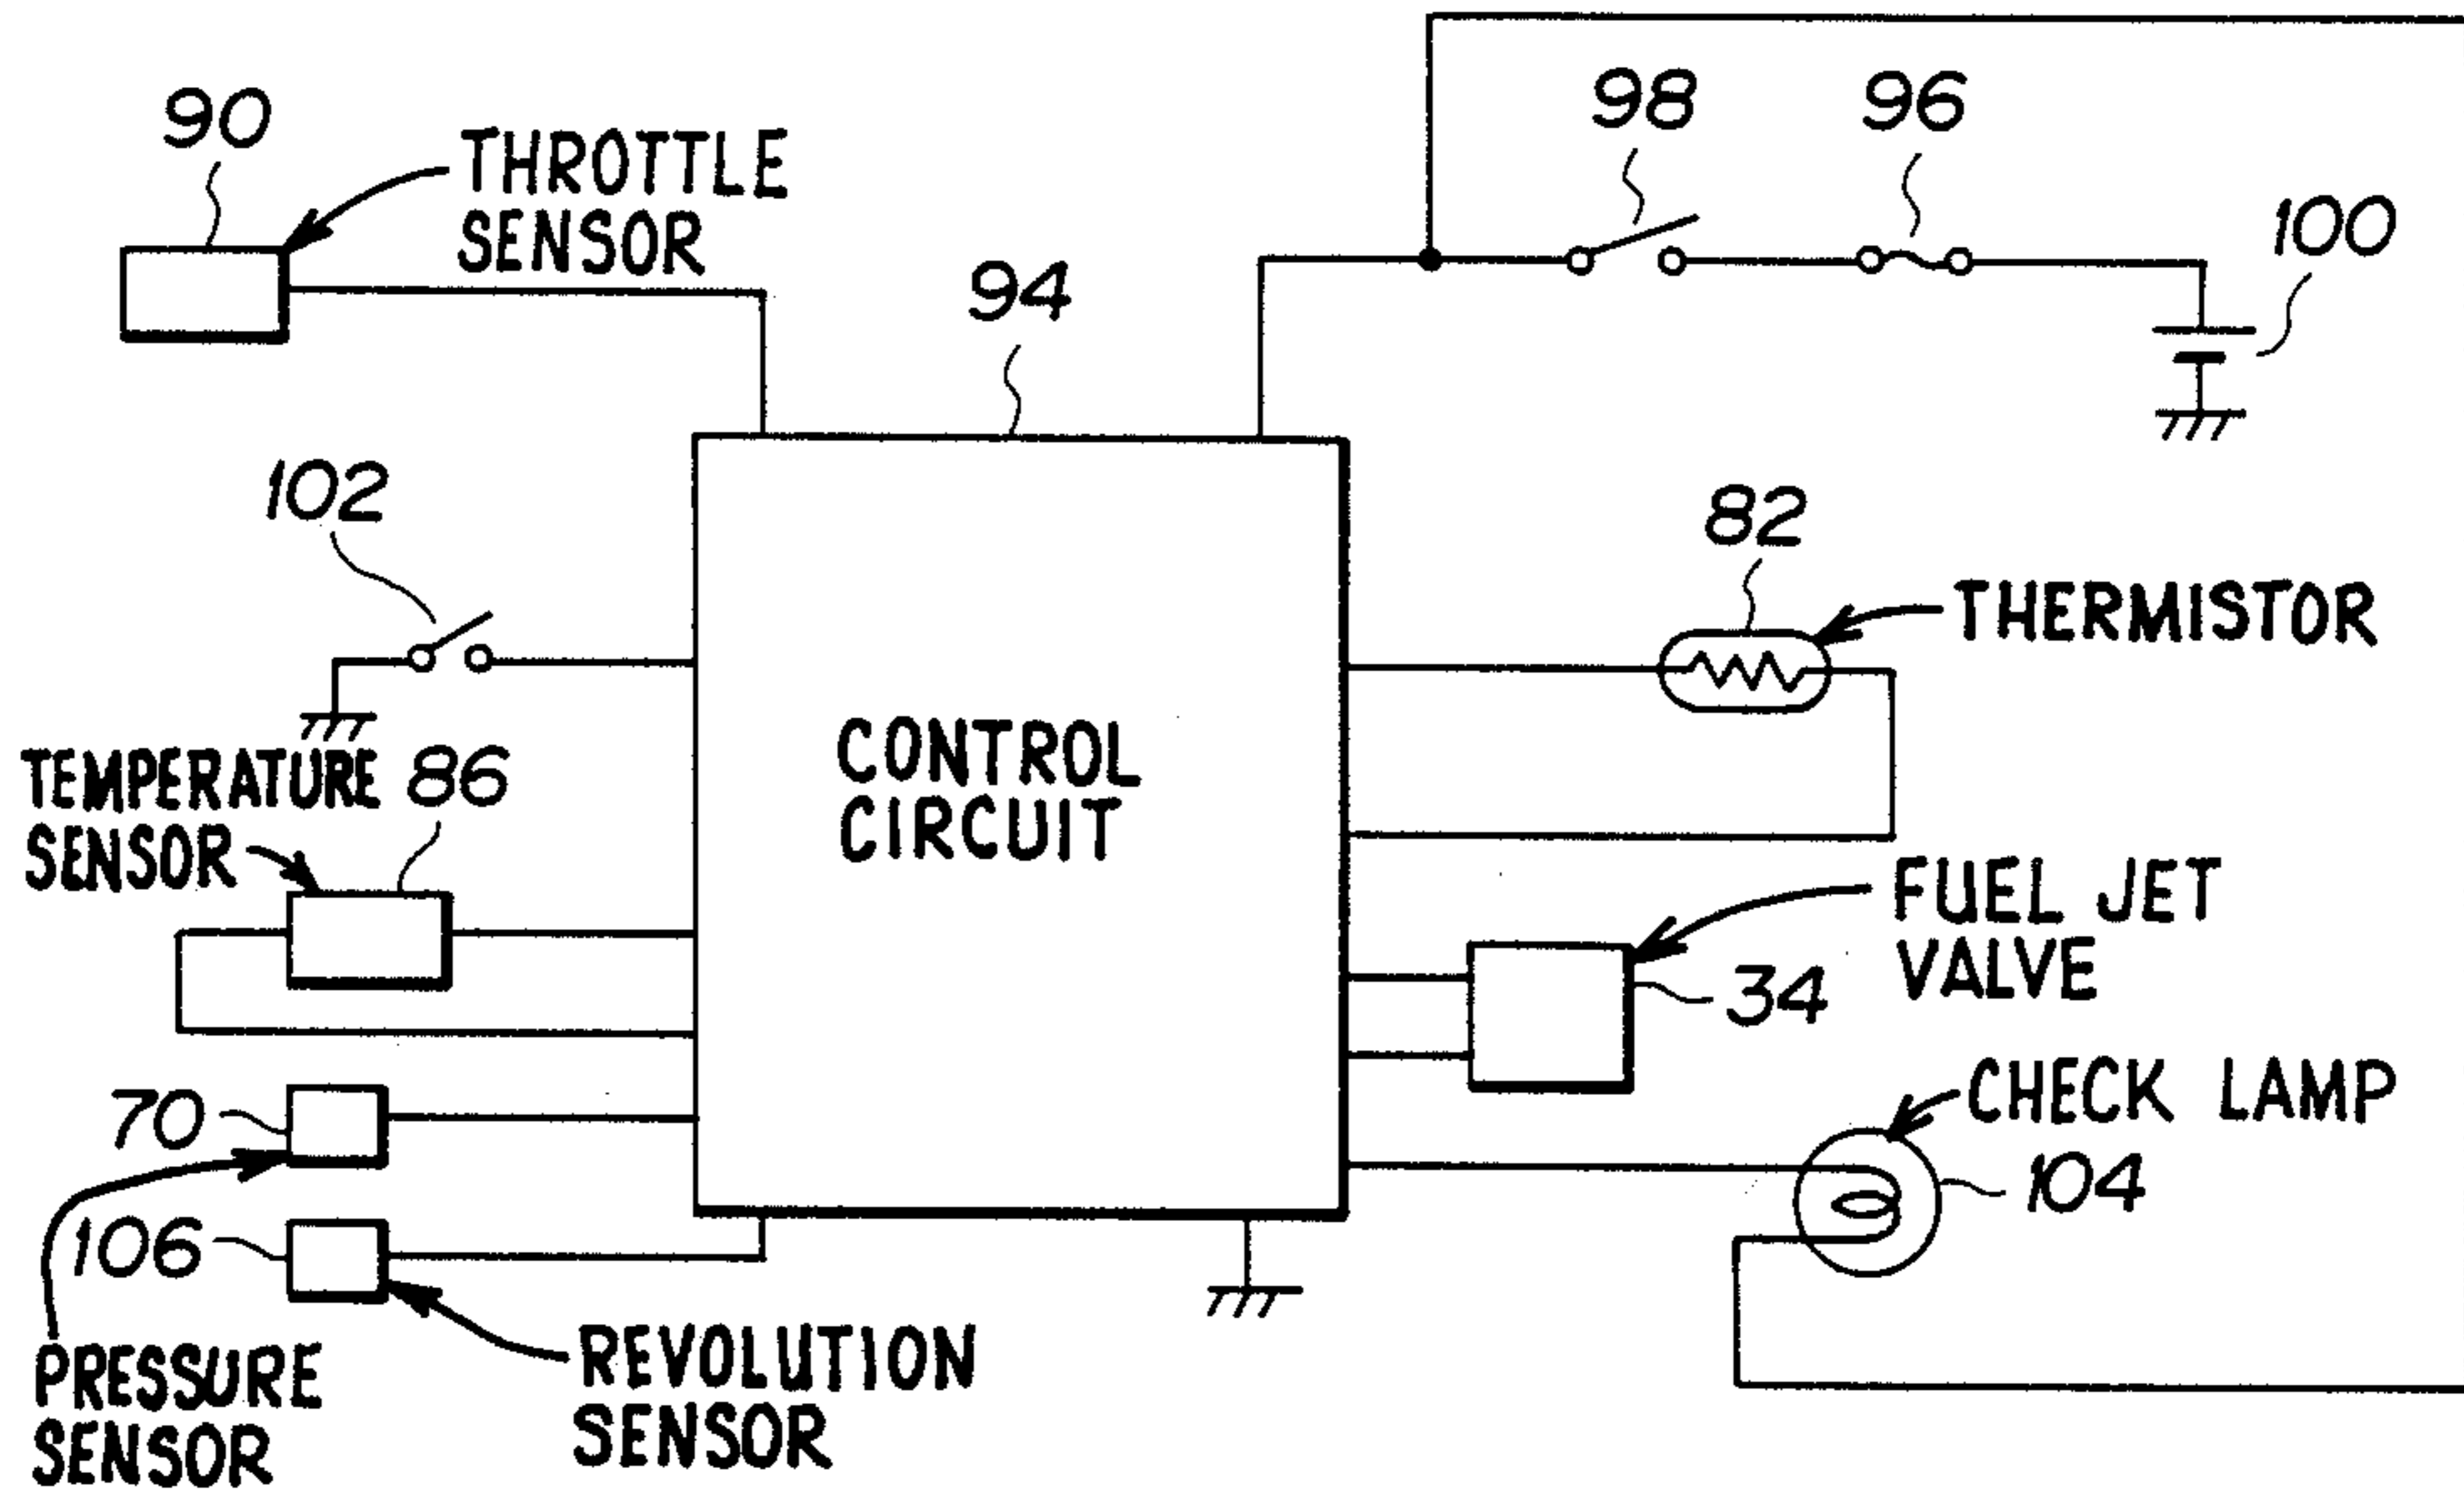 90
THROTTLE
SENSOR
98
96
100
94
102
82
THERMISTOR
TEMPERATURE 86
SENSOR
CONTROL
CIRCUIT
FUEL JET
VALVE
34
70
CHECK LAMP
104
106
PRESSURE
SENSOR
REVOLUTION
SENSOR